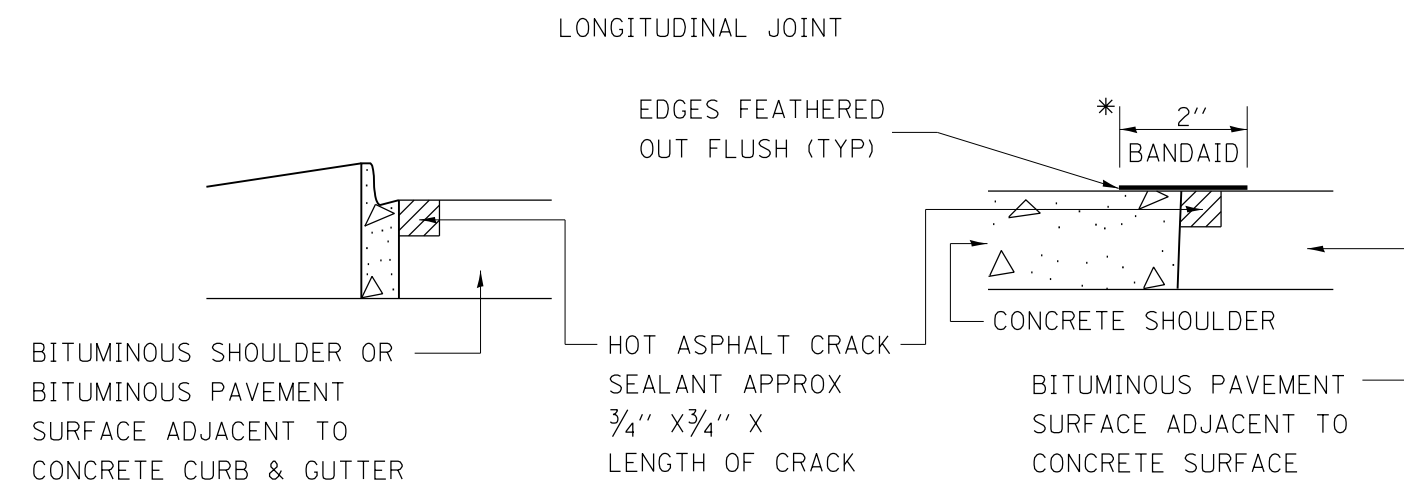 LONGITUDINAL JOINT
EDGES FEATHERED
OUT FLUSH (TYP)
* 2''
BANDAID
CONCRETE SHOULDER
BITUMINOUS SHOULDER OR
BITUMINOUS PAVEMENT
SURFACE ADJACENT TO
CONCRETE CURB & GUTTER
HOT ASPHALT CRACK
SEALANT APPROX
3/4'' X3/4'' X
LENGTH OF CRACK
BITUMINOUS PAVEMENT
SURFACE ADJACENT TO
CONCRETE SURFACE